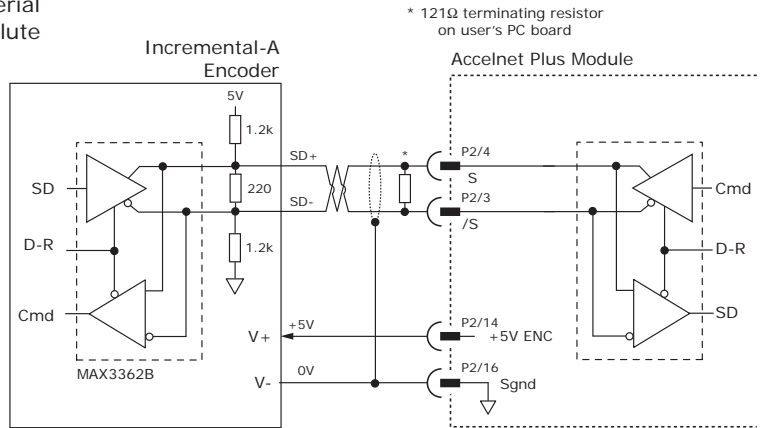 erial
lute
* 121Ω terminating resistor
on user's PC board
Incremental-A
Encoder
Accelnet Plus Module
5V
1.2k
SD+
*
P2/4
S
SD
220
Cmd
SD-
P2/3
/S
D-R
1.2k
D-R
Cmd
SD
V+
+5V
P2/14
+5V ENC
MAX3362B
V-
0V
P2/16
Sgnd